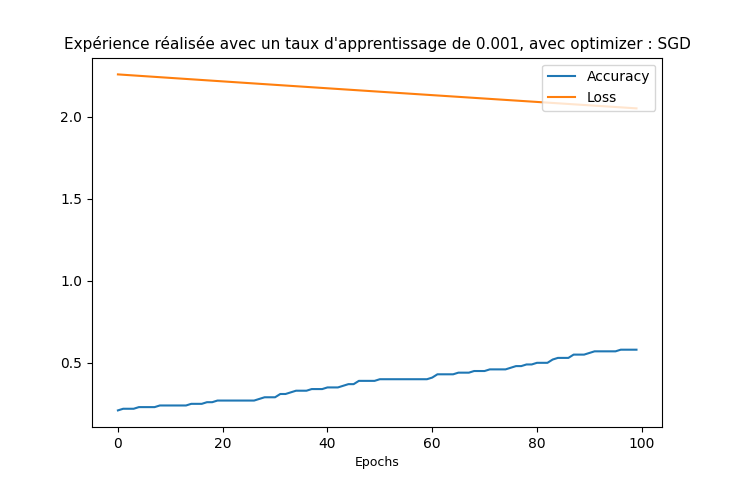 Expérience réalisée avec un taux d'apprentissage de 0.001, avec optimizer : SGD
Accuracy
Loss
2.0
1.5
1.0
0.5
0 20 40 60 80 100
Epochs